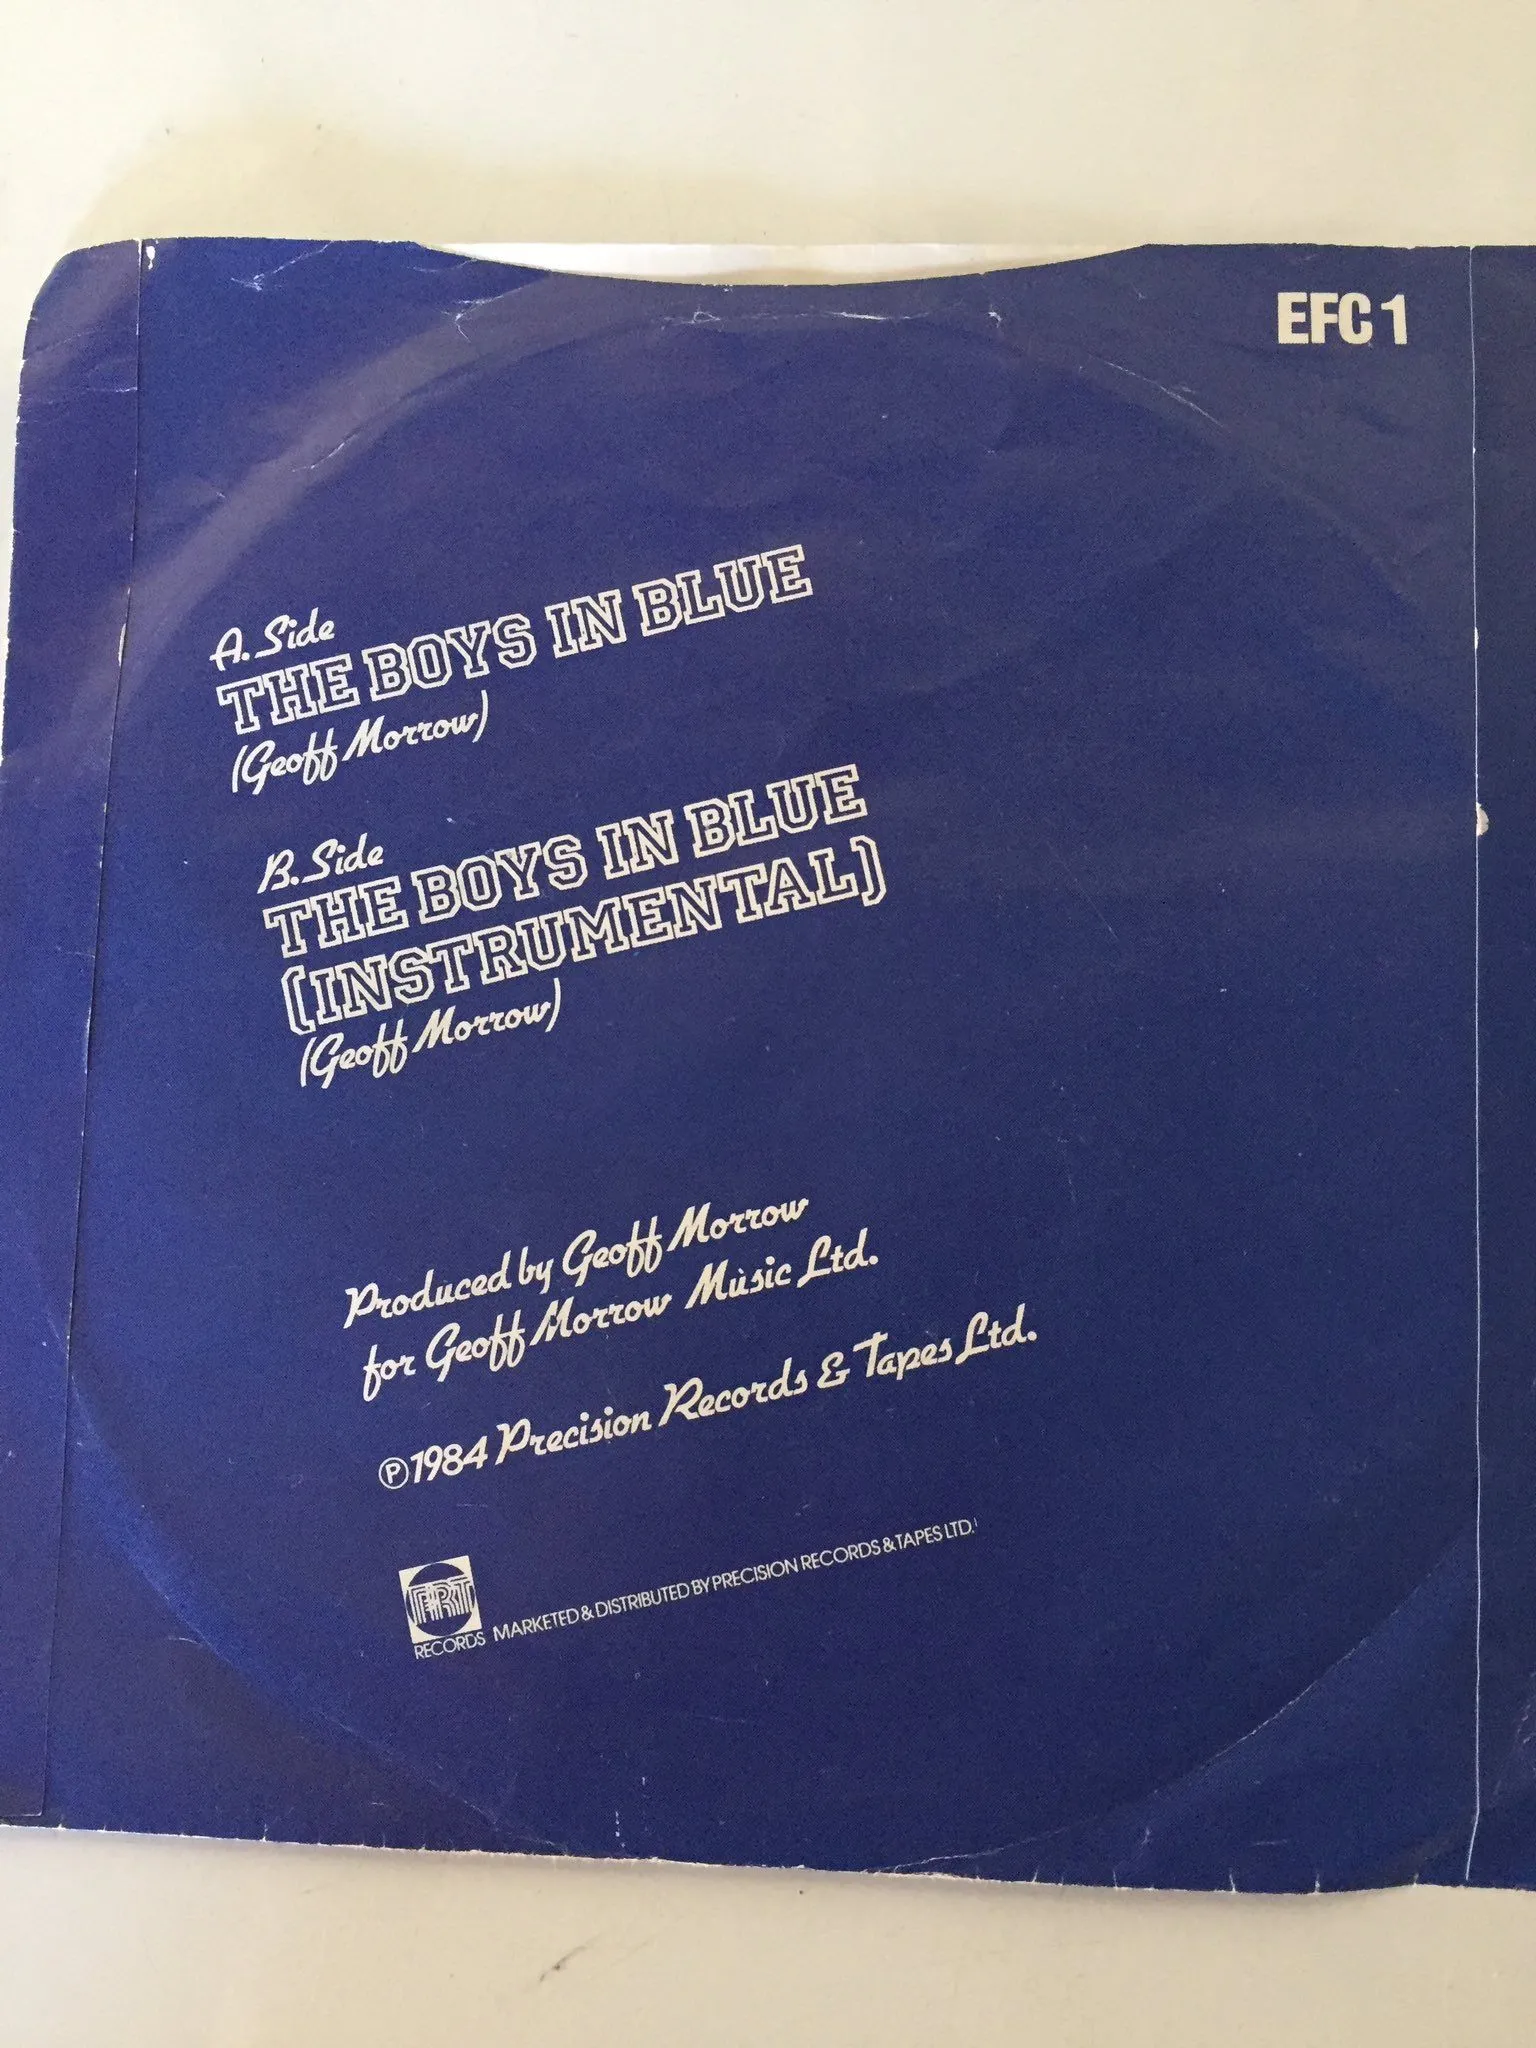 EFC 1
A. Side
THE BOYS IN BLUE
(Geoff Morrow)
B. Side
THE BOYS IN BLUE
(INSTRUMENTAL)
(Geoff Morrow)
Produced by Geoff Morrow
for Geoff Morrow Music Ltd.
Ⓟ1984 Precision Records & Tapes Ltd.
PRT
RECORDS MARKETED & DISTRIBUTED BY PRECISION RECORDS & TAPES LTD.